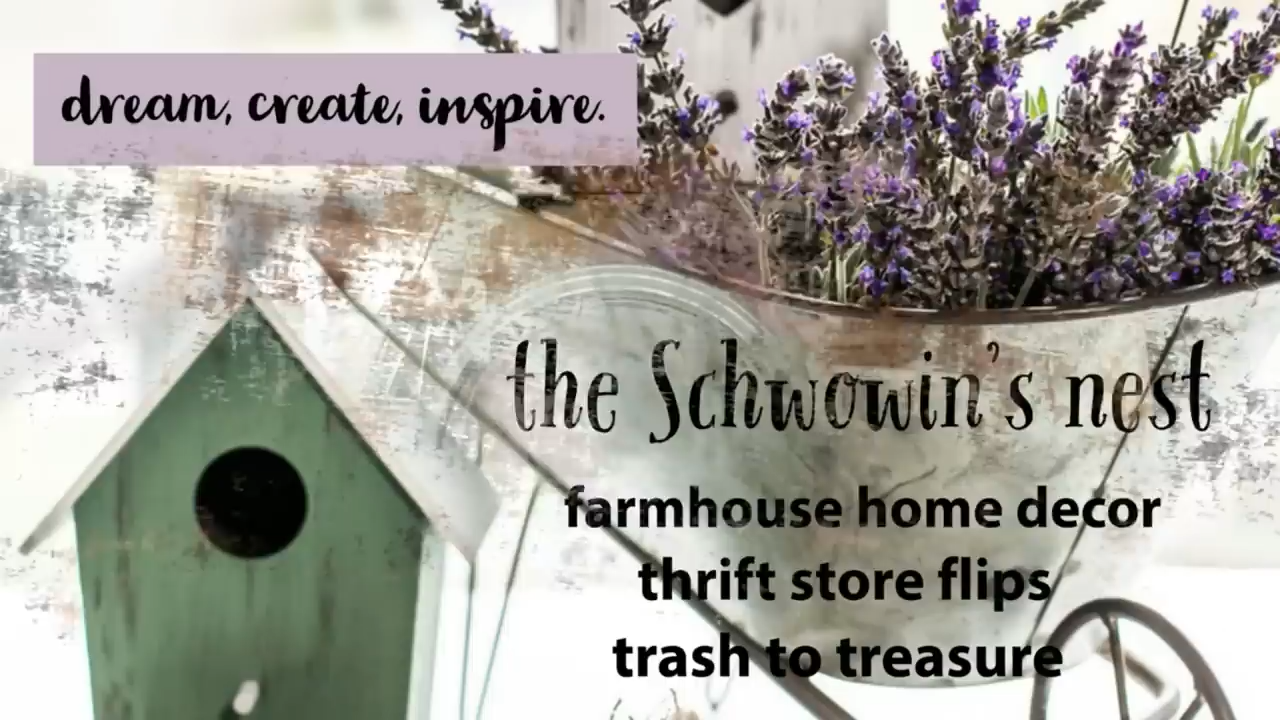 dream, create, inspire.
the Schwowin's nest
farmhouse home decor
thrift store flips
trash to treasure